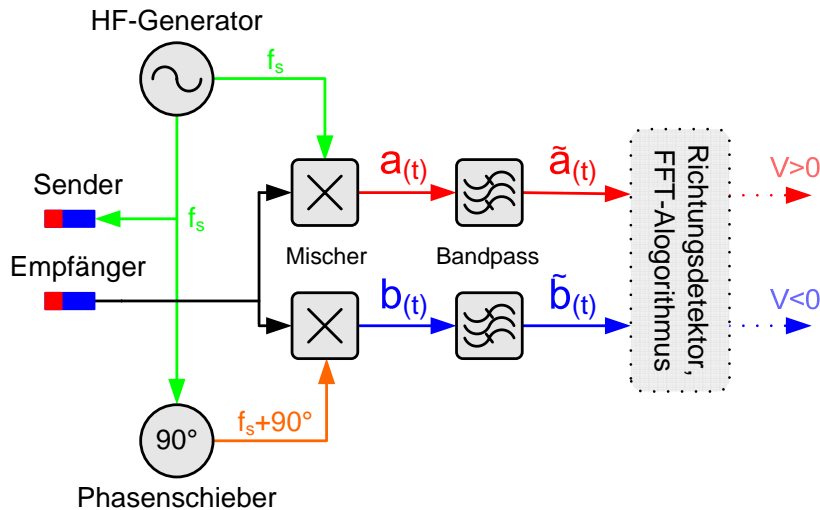 HF-Generator
fs
a(t)
ã(t)
V>0
Sender
fs
Mischer
Bandpass
Empfänger
b(t)
b̃(t)
V<0
Richtungsdetektor,
FFT-Alogorithmus
90°
fs+90°
Phasenschieber